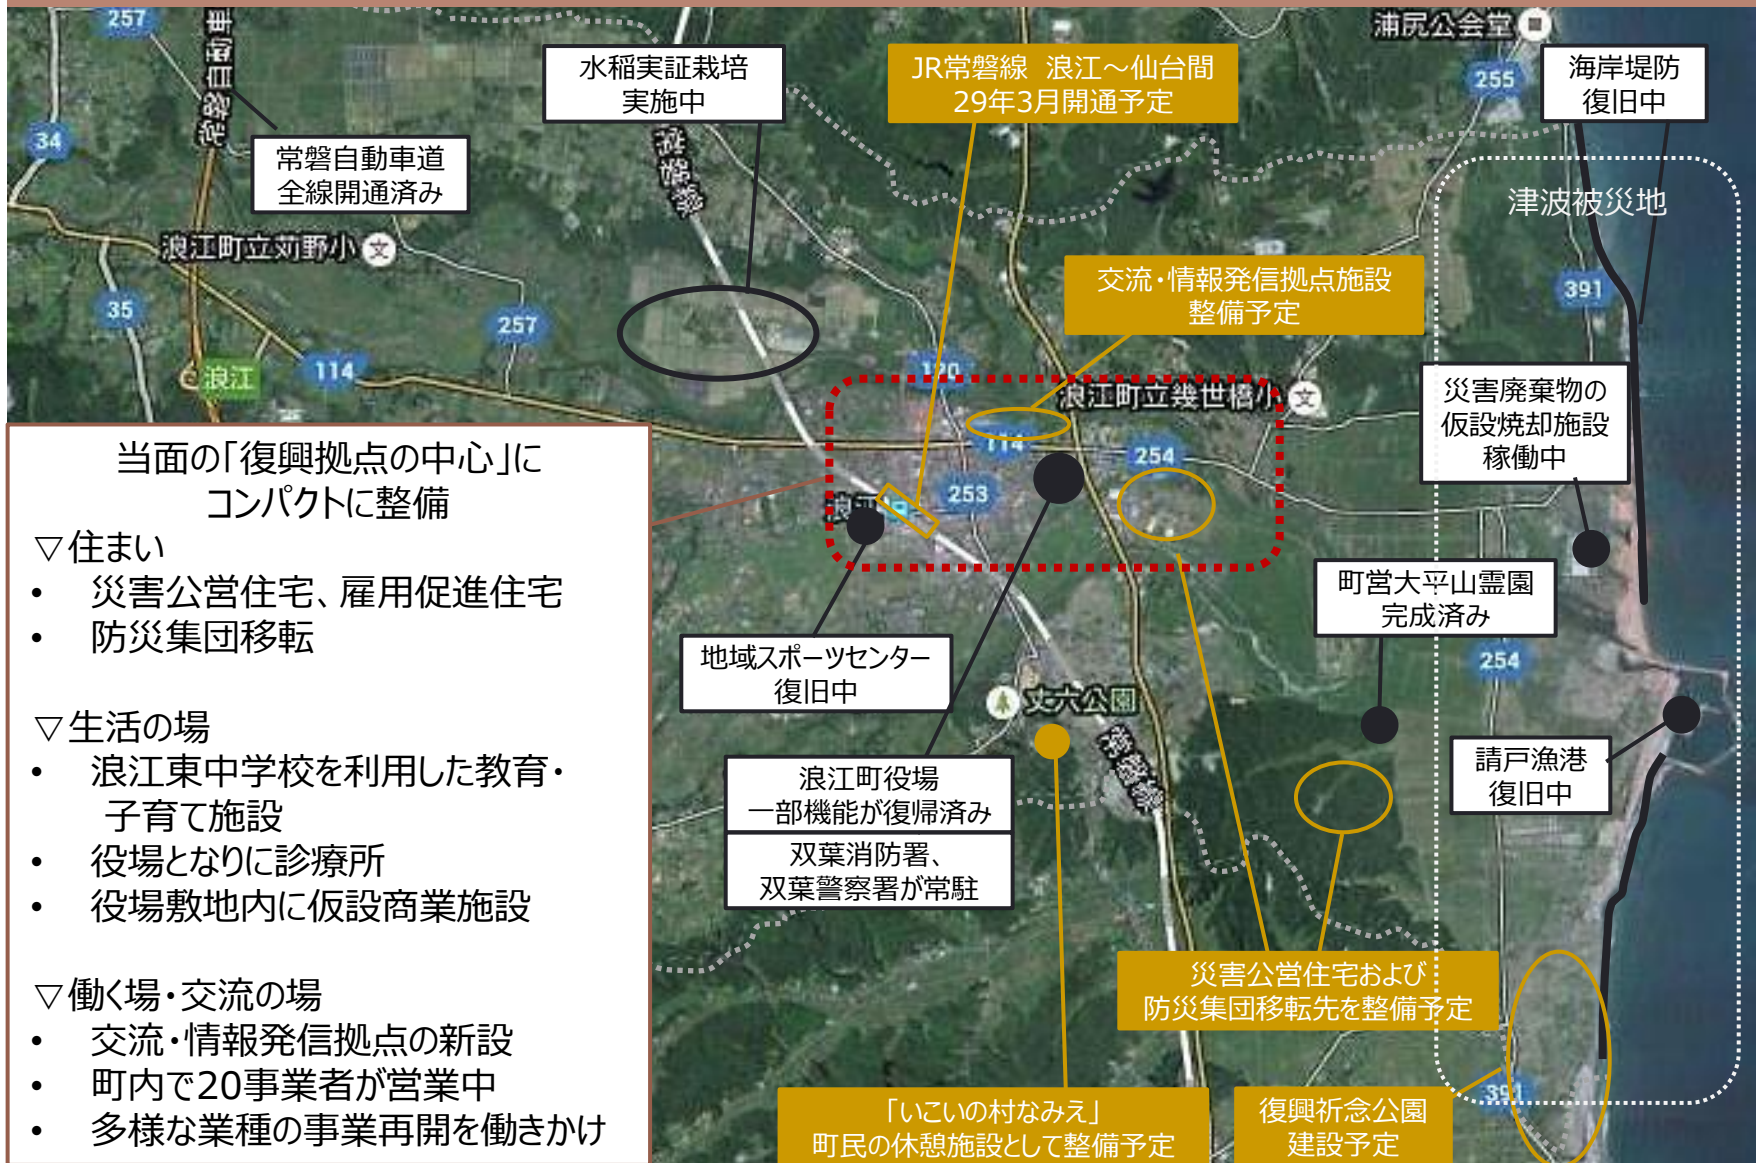 257
常磐自動車
34
常磐自動車道
全線開通済み
水稲実証栽培
実施中
常磐線
JR常磐線 浪江～仙台間
29年3月開通予定
浦尻公会堂
255
海岸堤防
復旧中
津波被災地
浪江町立苅野小
文
35
257
浪江
114
交流・情報発信拠点施設
整備予定
391
120
浪江町立幾世橋小
文
災害廃棄物の
仮設焼却施設
稼働中
114
254
253
当面の「復興拠点の中心」に
コンパクトに整備
▽住まい
• 災害公営住宅、雇用促進住宅
• 防災集団移転
▽生活の場
• 浪江東中学校を利用した教育・
子育て施設
• 役場となりに診療所
• 役場敷地内に仮設商業施設
▽働く場・交流の場
• 交流・情報発信拠点の新設
• 町内で20事業者が営業中
• 多様な業種の事業再開を働きかけ
町営大平山霊園
完成済み
地域スポーツセンター
復旧中
254
丈六公園
常磐線
浪江町役場
一部機能が復帰済み
双葉消防署、
双葉警察署が常駐
請戸漁港
復旧中
災害公営住宅および
防災集団移転先を整備予定
391
「いこいの村なみえ」
町民の休憩施設として整備予定
復興祈念公園
建設予定